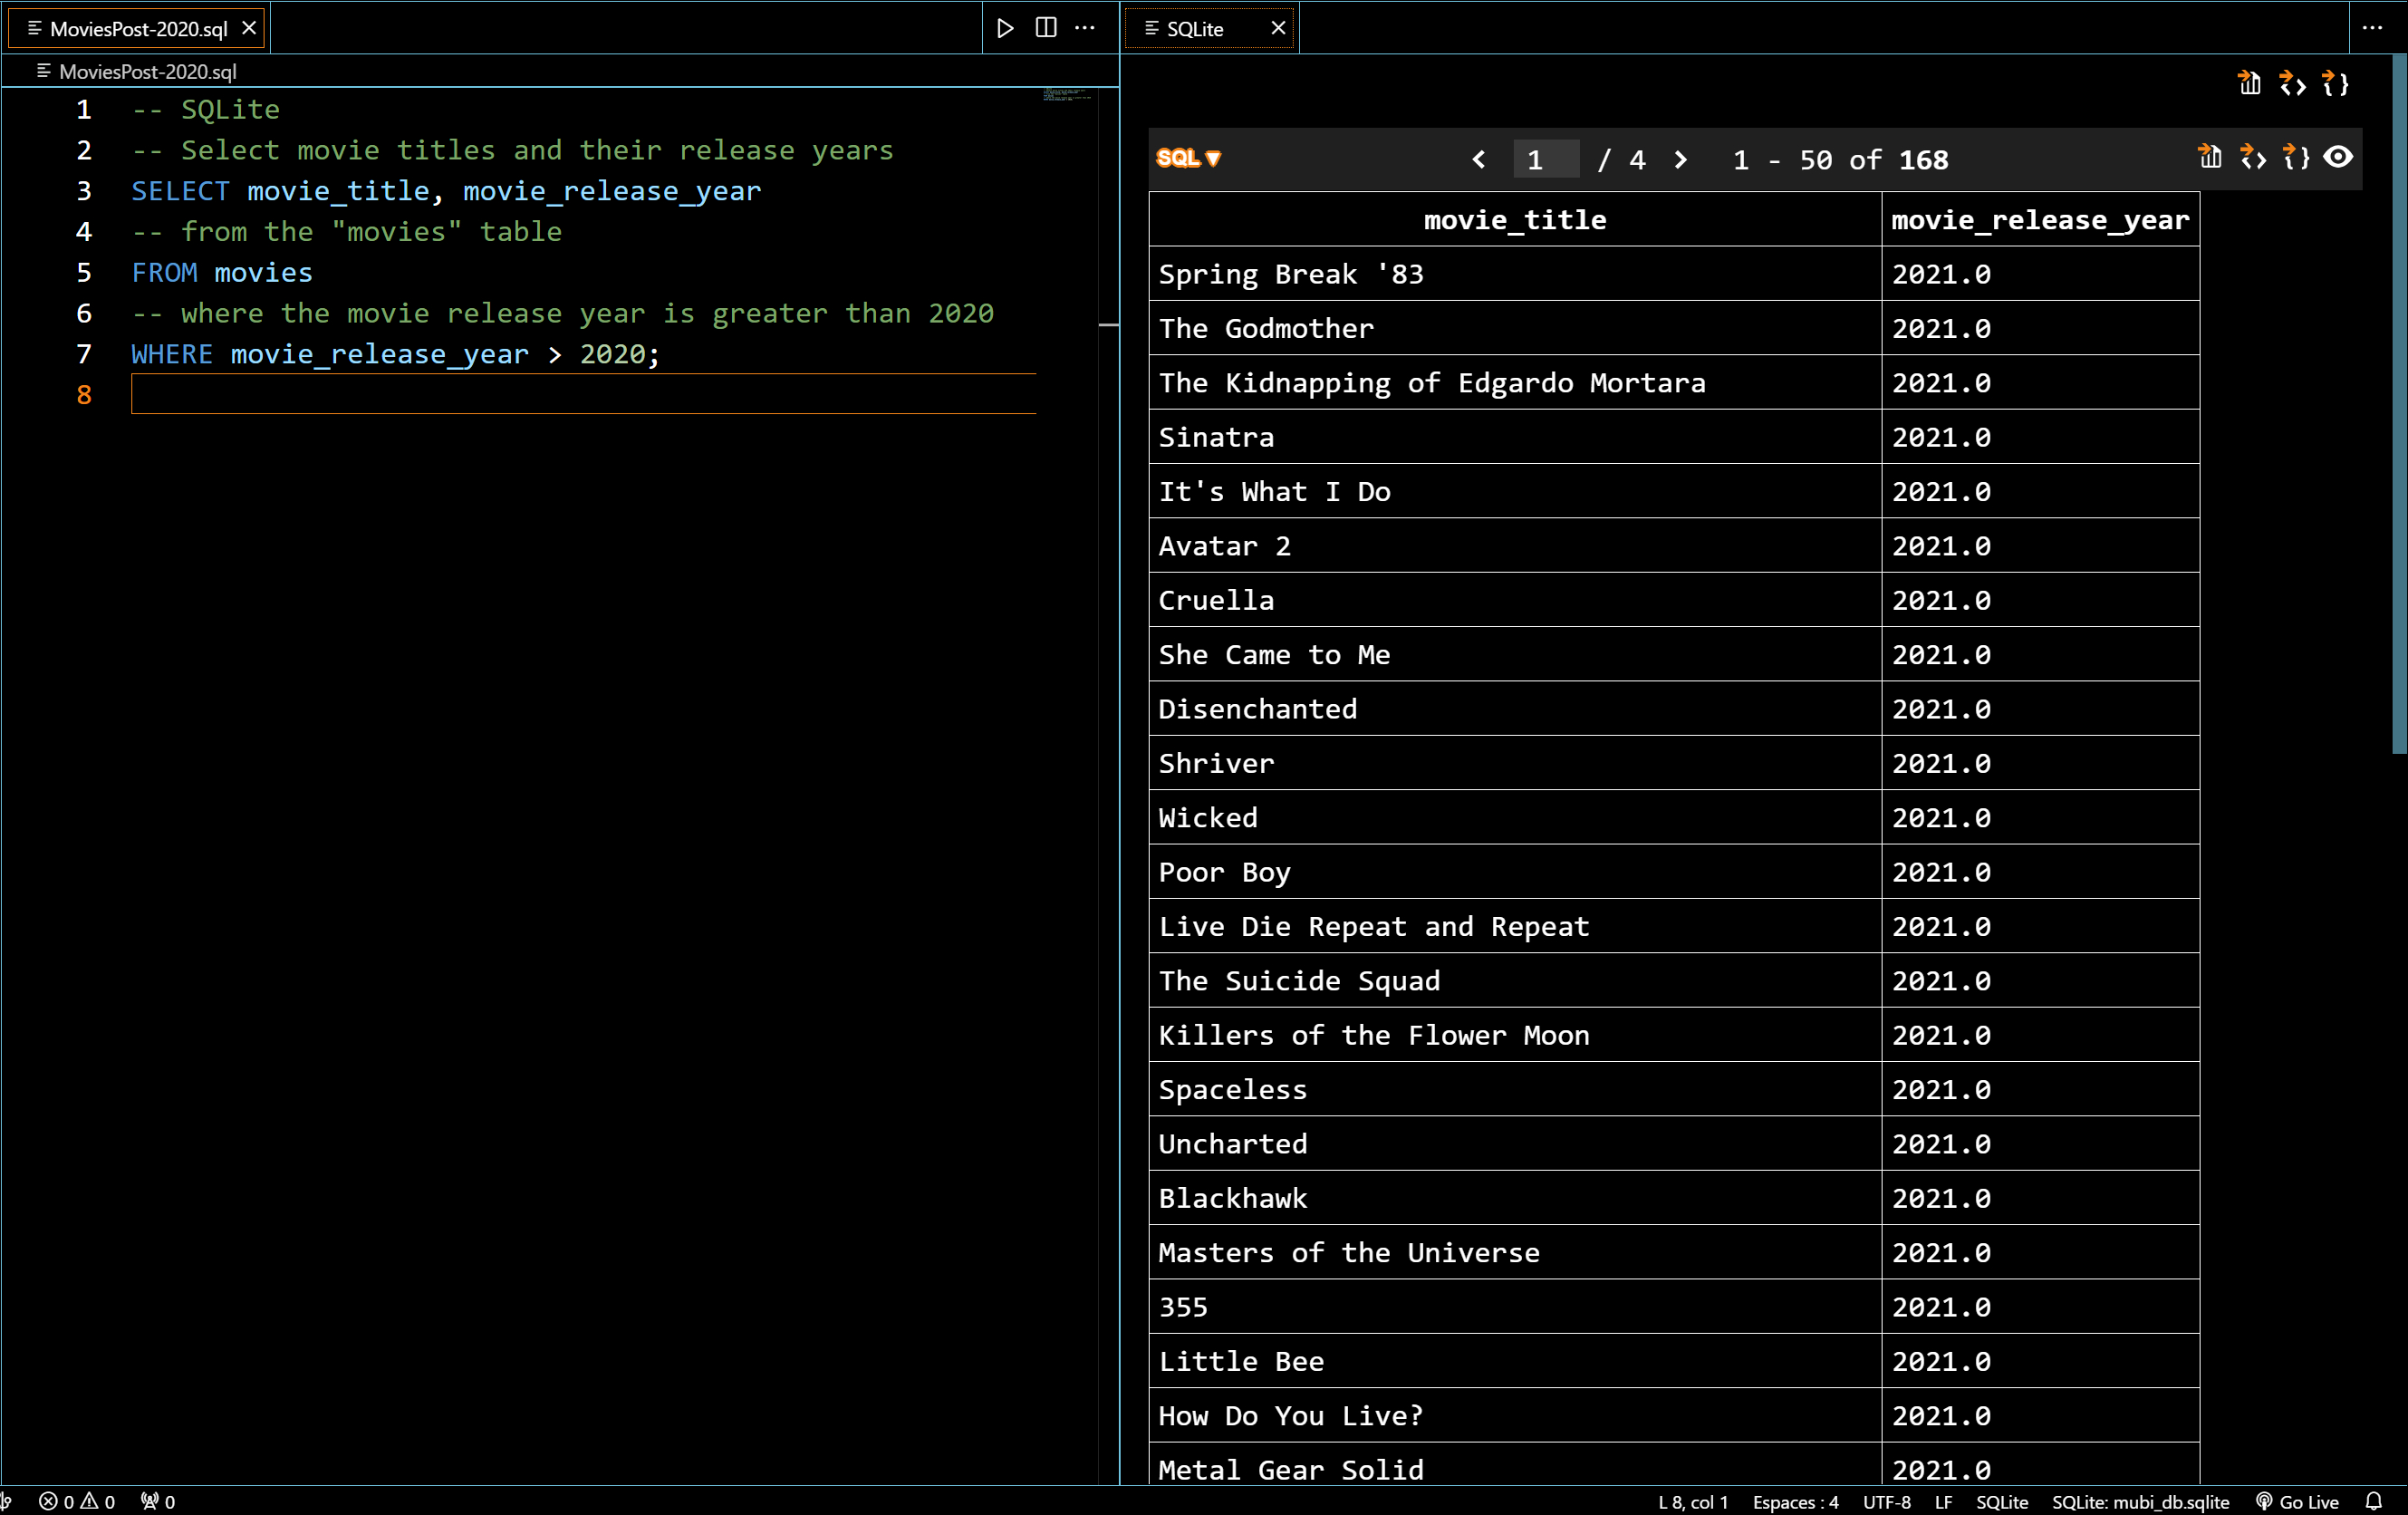 MoviesPost-2020.sql
MoviesPost-2020.sql
1 -- SQLite
2 -- Select movie titles and their release years
3 SELECT movie_title, movie_release_year
4 -- from the "movies" table
5 FROM movies
6 -- where the movie release year is greater than 2020
7 WHERE movie_release_year > 2020;
8
SQLite
SQL ▼ < 1 / 4 > 1 - 50 of 168
movie_title movie_release_year
Spring Break '83 2021.0
The Godmother 2021.0
The Kidnapping of Edgardo Mortara 2021.0
Sinatra 2021.0
It's What I Do 2021.0
Avatar 2 2021.0
Cruella 2021.0
She Came to Me 2021.0
Disenchanted 2021.0
Shriver 2021.0
Wicked 2021.0
Poor Boy 2021.0
Live Die Repeat and Repeat 2021.0
The Suicide Squad 2021.0
Killers of the Flower Moon 2021.0
Spaceless 2021.0
Uncharted 2021.0
Blackhawk 2021.0
Masters of the Universe 2021.0
355 2021.0
Little Bee 2021.0
How Do You Live? 2021.0
Metal Gear Solid 2021.0
0 0 0 L 8, col 1 Espaces : 4 UTF-8 LF SQLite SQLite: mubi_db.sqlite Go Live